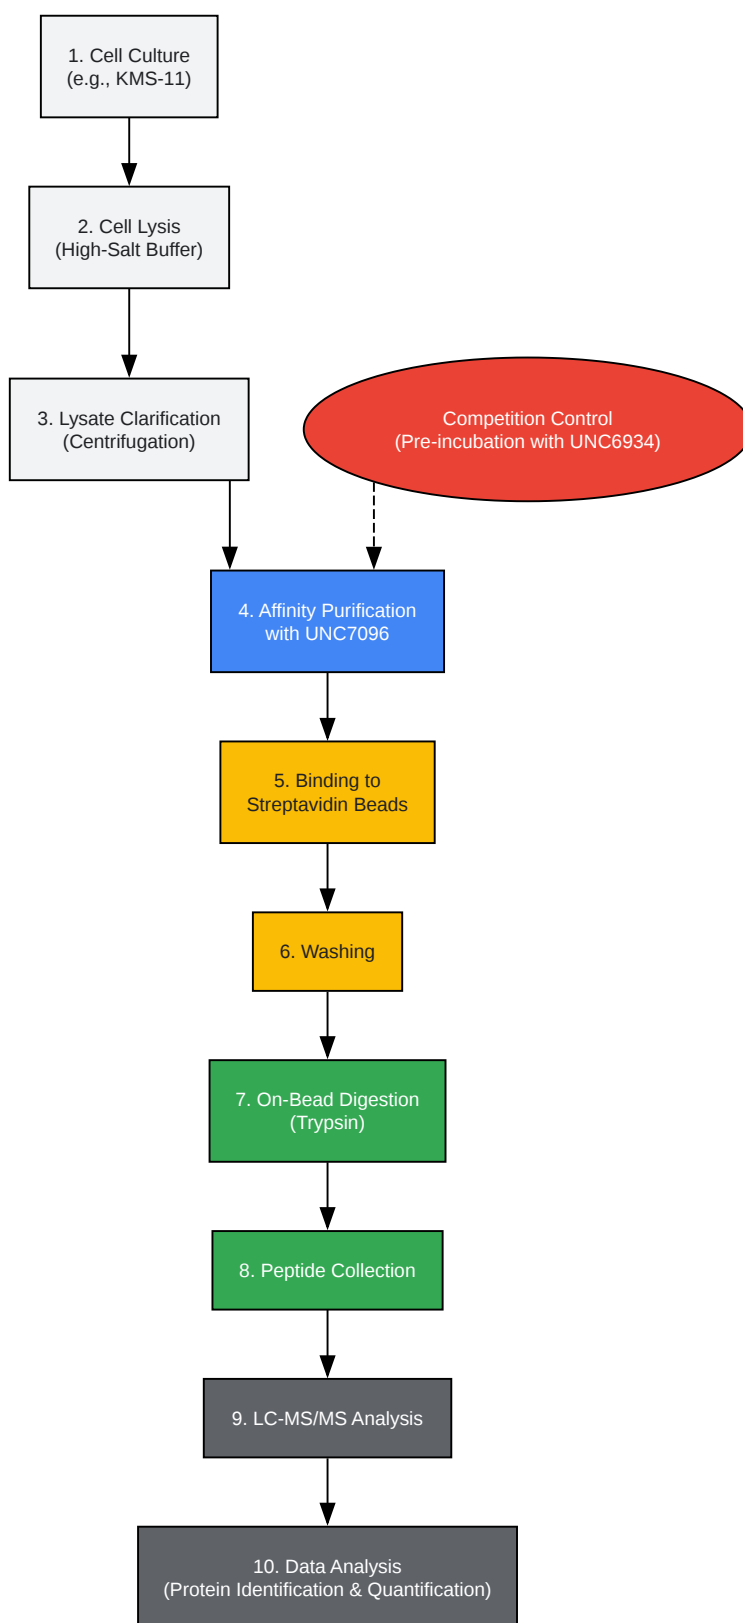 1. Cell Culture
(e.g., KMS-11)
2. Cell Lysis
(High-Salt Buffer)
3. Lysate Clarification
(Centrifugation)
Competition Control
(Pre-incubation with UNC6934)
4. Affinity Purification
with UNC7096
5. Binding to
Streptavidin Beads
6. Washing
7. On-Bead Digestion
(Trypsin)
8. Peptide Collection
9. LC-MS/MS Analysis
10. Data Analysis
(Protein Identification & Quantification)